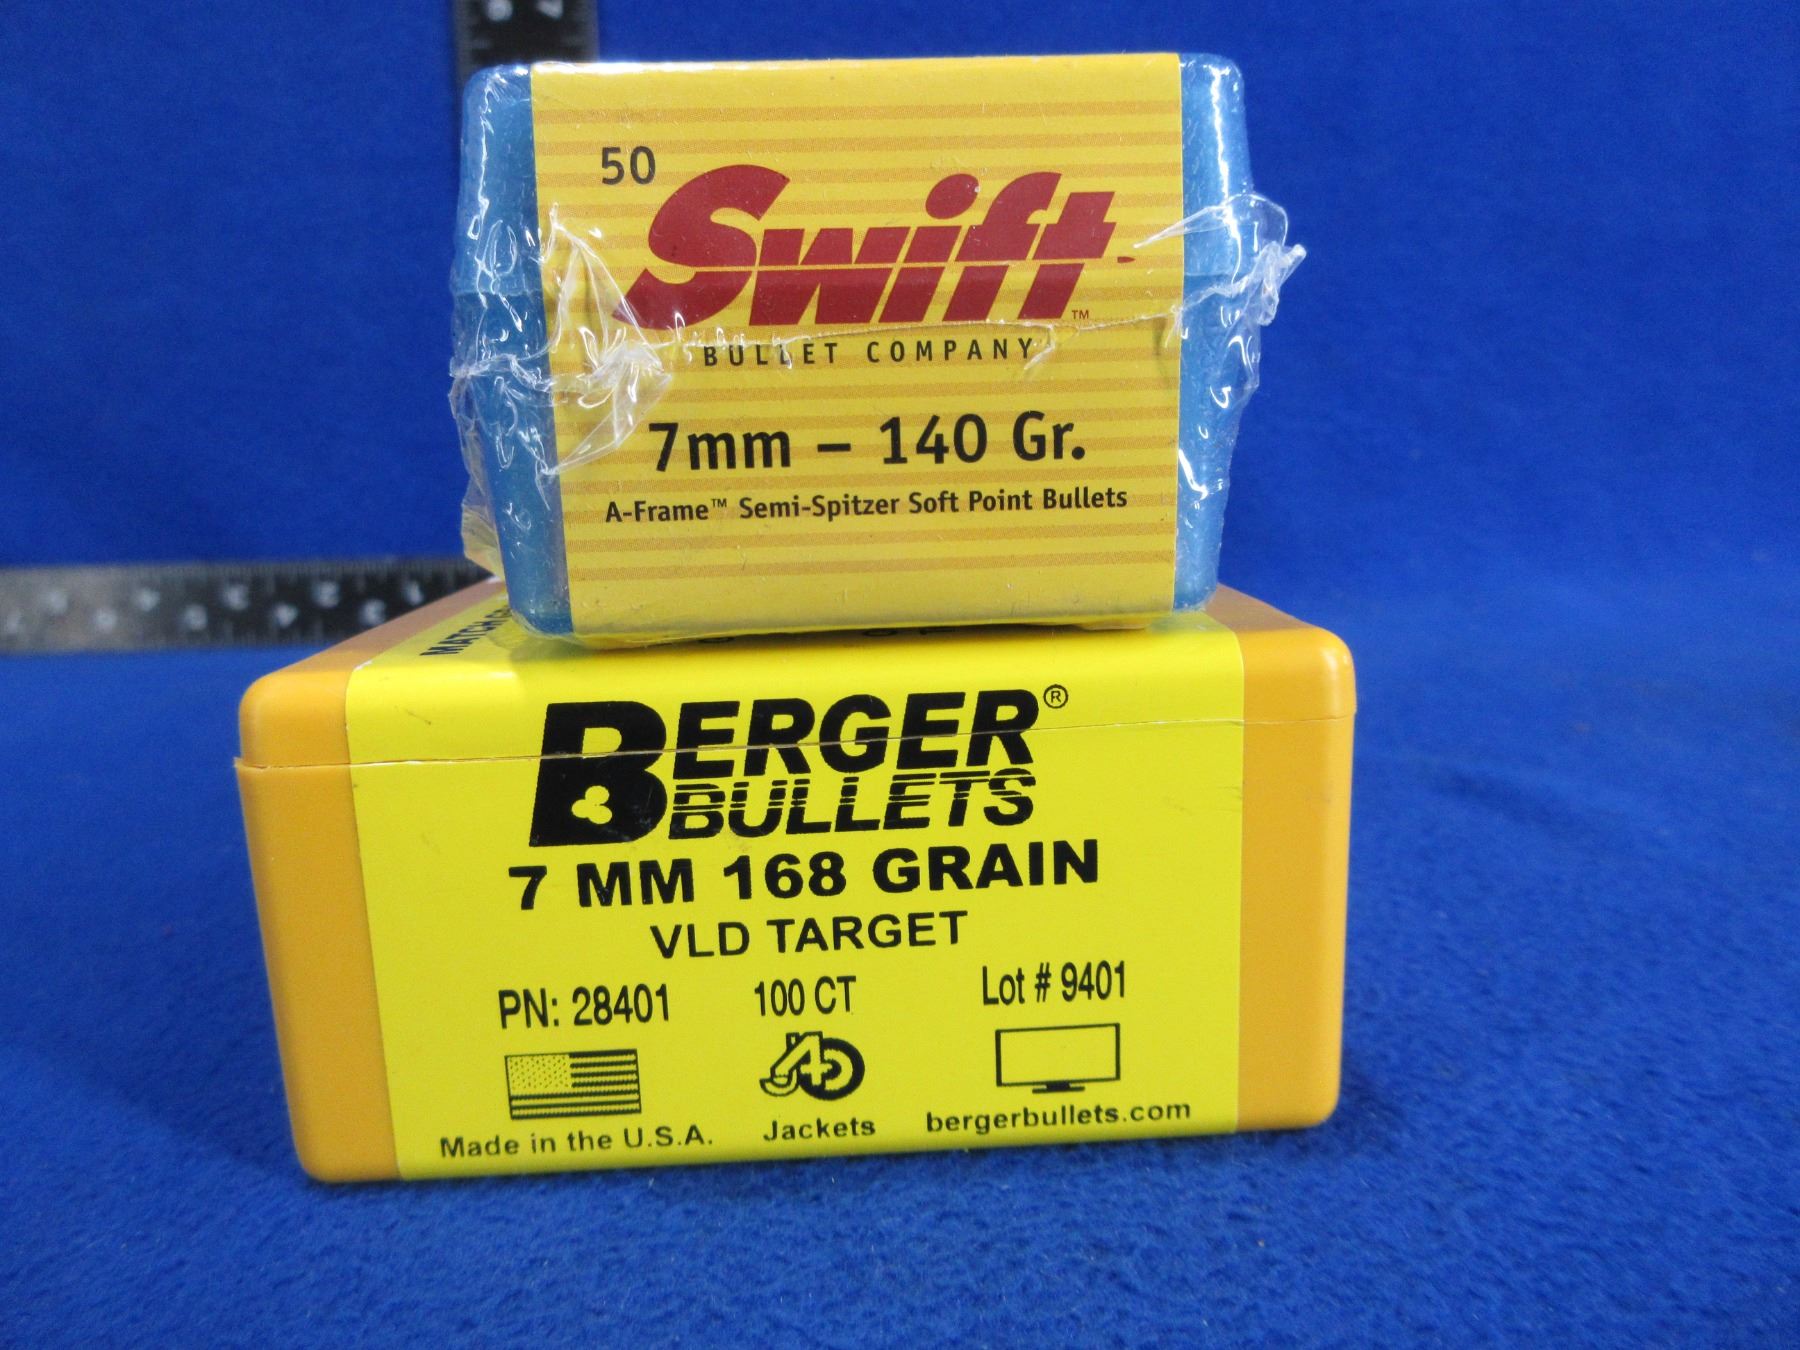 50
Swift
™
BULLET COMPANY
7mm – 140 Gr.
A-Frame™ Semi-Spitzer Soft Point Bullets
BERGER®
BULLETS
7 MM 168 GRAIN
VLD TARGET
PN: 28401 100 CT Lot # 9401
Made in the U.S.A. Jackets bergerbullets.com